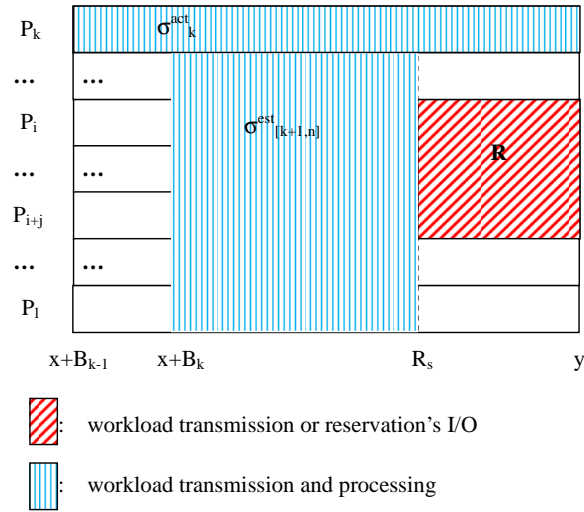 P_k σ^act_k
... ...
P_i σ^est_[k+1,n] R
... ...
P_i+j
... ...
P_l
x+B_k-1 x+B_k R_s y
: workload transmission or reservation's I/O
: workload transmission and processing